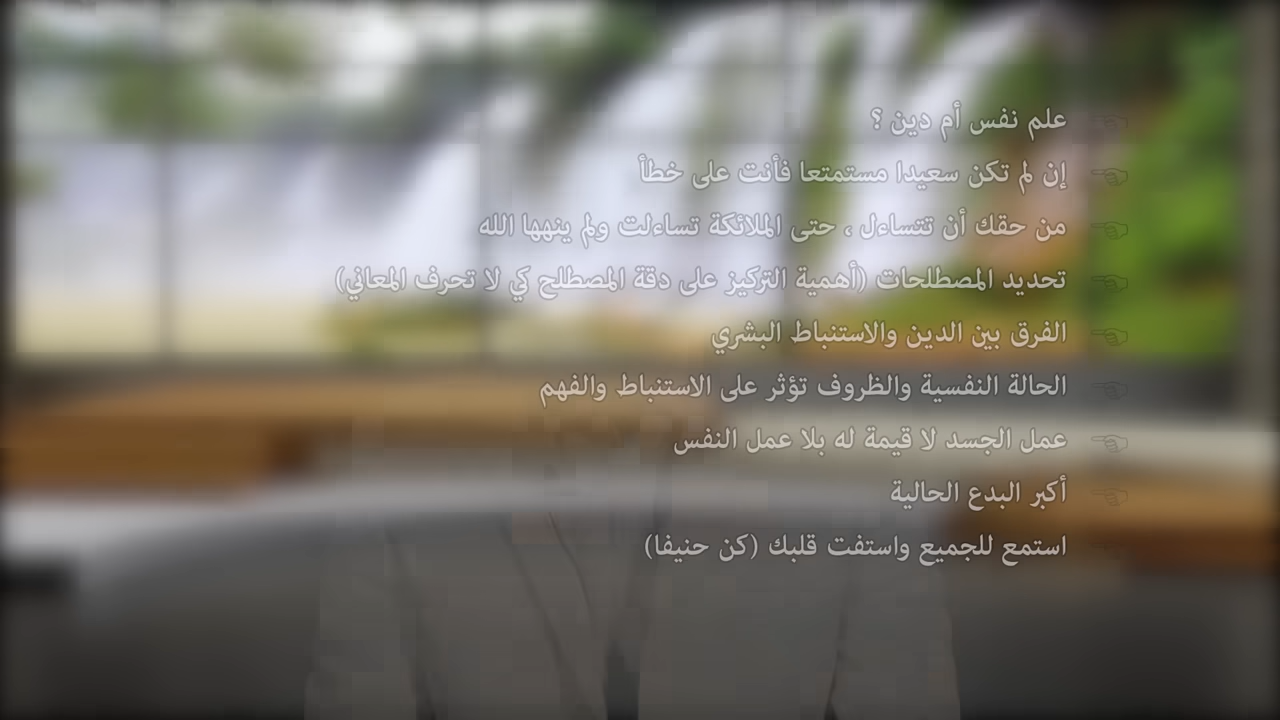 علم نفس أم دين ؟
إن لم تكن سعيدا مستمتعا فأنت على خطأ
من حقك أن تتساءل ، حتى الملائكة تساءلت ولم ينهها الله
تحديد المصطلحات (أهمية التركيز على دقة المصطلح كي لا تحرف المعاني)
الفرق بين الدين والاستنباط البشري
الحالة النفسية والظروف تؤثر على الاستنباط والفهم
عمل الجسد لا قيمة له بلا عمل النفس
أكبر البدع الحالية
استمع للجميع واستفت قلبك (كن حنيفا)